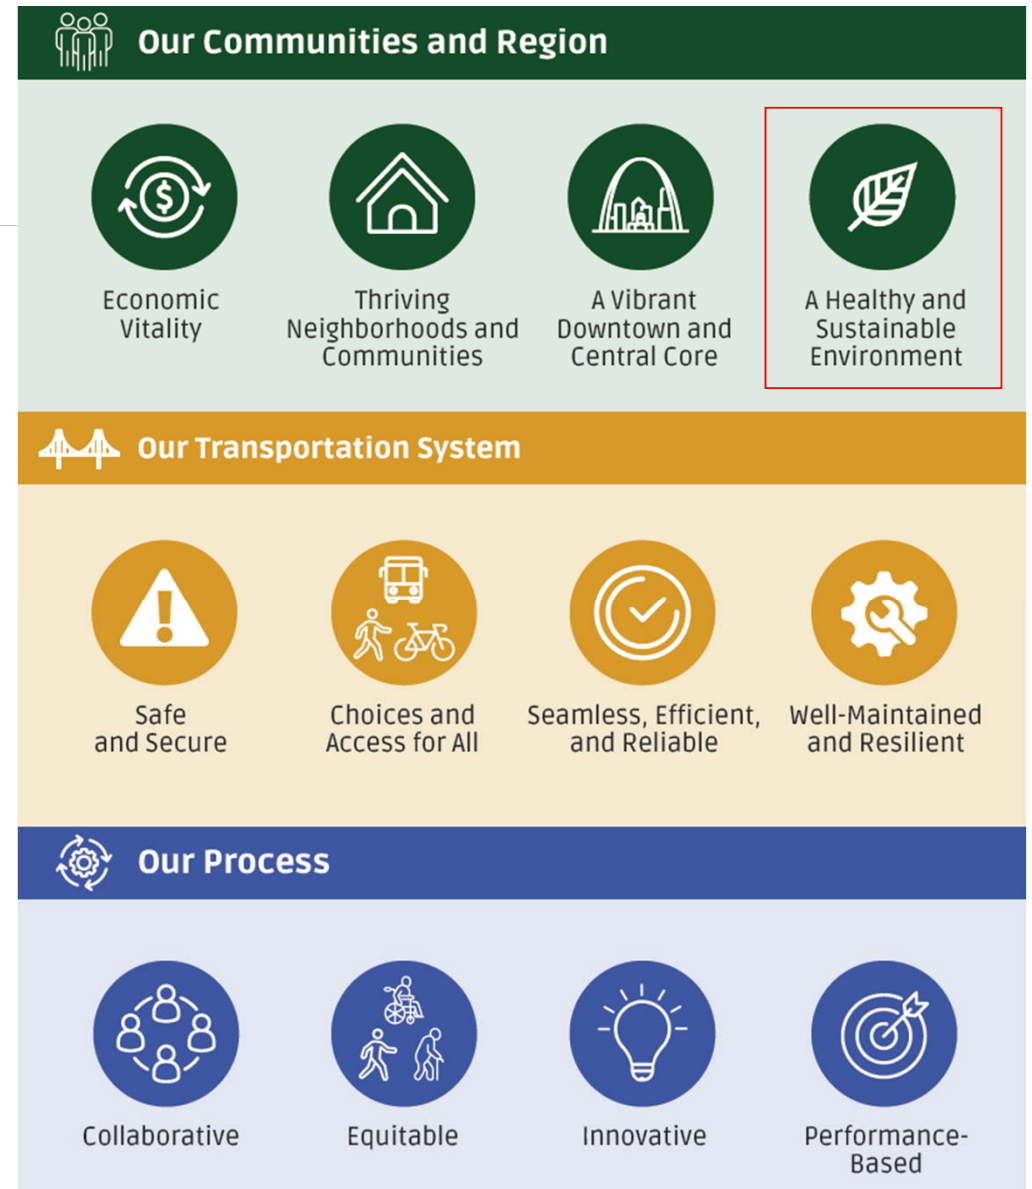 Our Communities and Region
Economic
Vitality
Thriving
Neighborhoods and
Communities
A Vibrant
Downtown and
Central Core
A Healthy and
Sustainable
Environment
Our Transportation System
Safe
and Secure
Choices and
Access for All
Seamless, Efficient,
and Reliable
Well-Maintained
and Resilient
Our Process
Collaborative
Equitable
Innovative
Performance-
Based